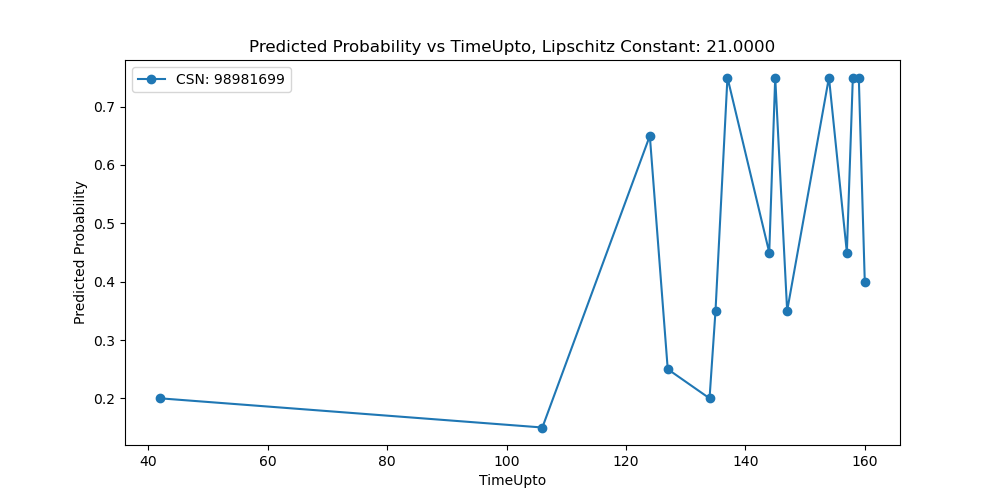 Predicted Probability vs TimeUpto, Lipschitz Constant: 21.0000
CSN: 98981699
Predicted Probability
0.7
0.6
0.5
0.4
0.3
0.2
40 60 80 100 120 140 160
TimeUpto